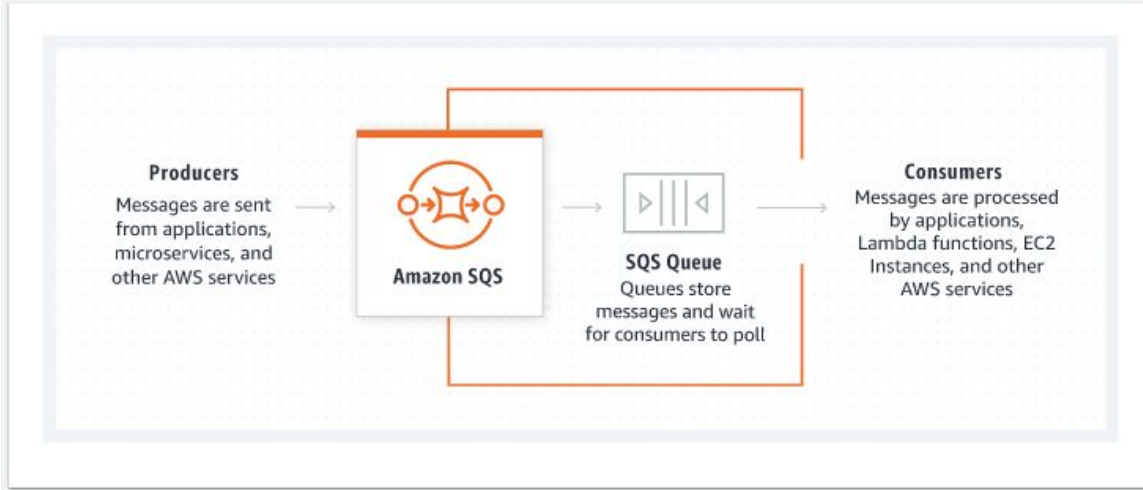 Producers
Messages are sent
from applications,
microservices, and
other AWS services
Amazon SQS
SQS Queue
Queues store
messages and wait
for consumers to poll
Consumers
Messages are processed
by applications,
Lambda functions, EC2
Instances, and other
AWS services